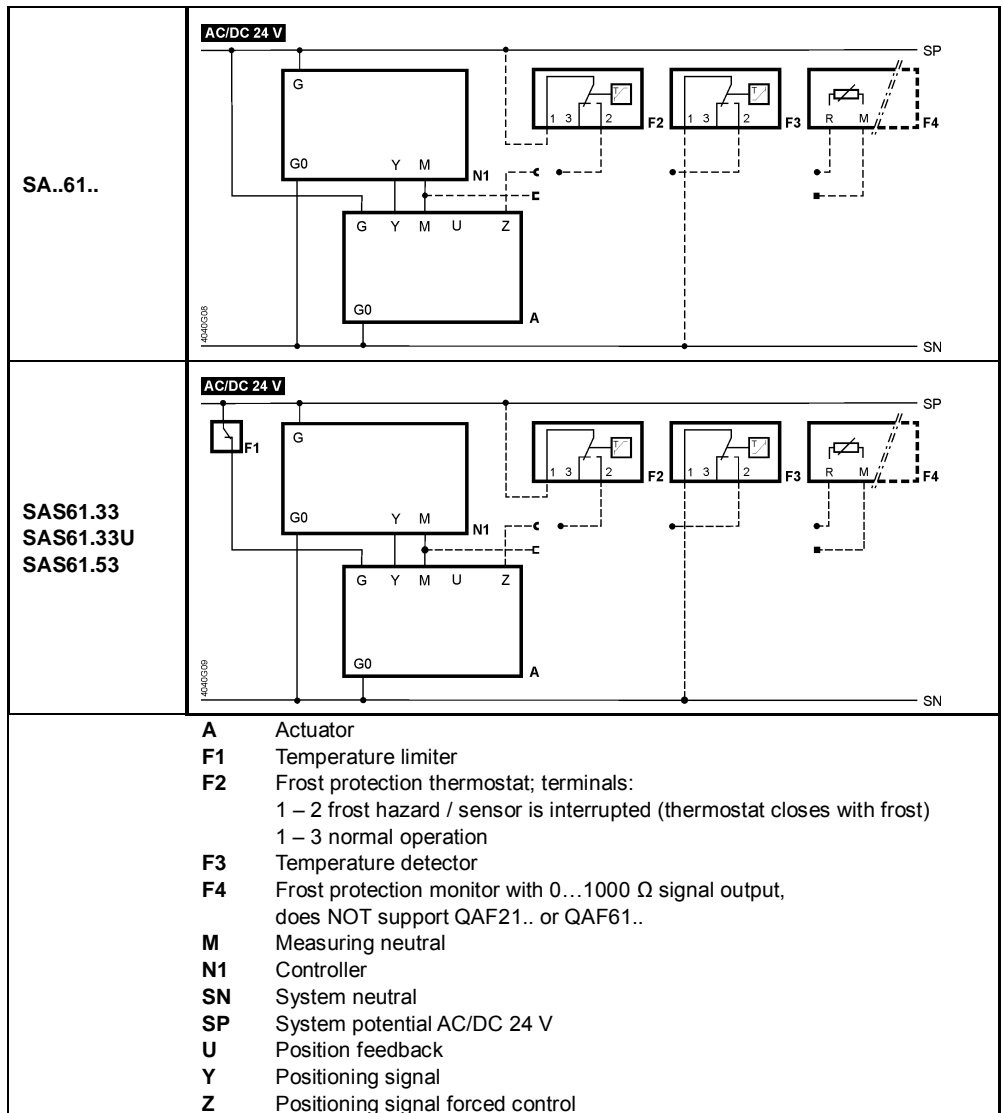 AC/DC 24 V
SP
G
1 3 2 F2
1 3 2 F3
R M F4
G0 Y M N1
SA..61..
G Y M U Z
G0 A
4040G08
SN
AC/DC 24 V
SP
F1
G
1 3 2 F2
1 3 2 F3
R M F4
G0 Y M N1
SAS61.33
SAS61.33U
SAS61.53
G Y M U Z
G0 A
4040G09
SN
A Actuator
F1 Temperature limiter
F2 Frost protection thermostat; terminals:
1 – 2 frost hazard / sensor is interrupted (thermostat closes with frost)
1 – 3 normal operation
F3 Temperature detector
F4 Frost protection monitor with 0…1000 Ω signal output,
does NOT support QAF21.. or QAF61..
M Measuring neutral
N1 Controller
SN System neutral
SP System potential AC/DC 24 V
U Position feedback
Y Positioning signal
Z Positioning signal forced control